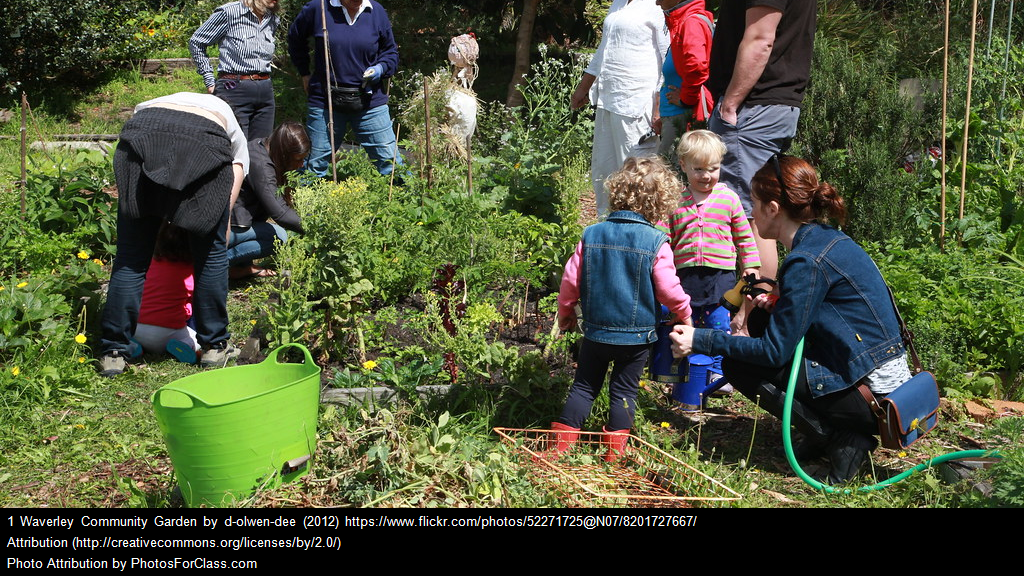 1 Waverley Community Garden by d-olwen-dee (2012) https://www.flickr.com/photos/52271725@N07/8201727667/
Attribution (http://creativecommons.org/licenses/by/2.0/)
Photo Attribution by PhotosForClass.com